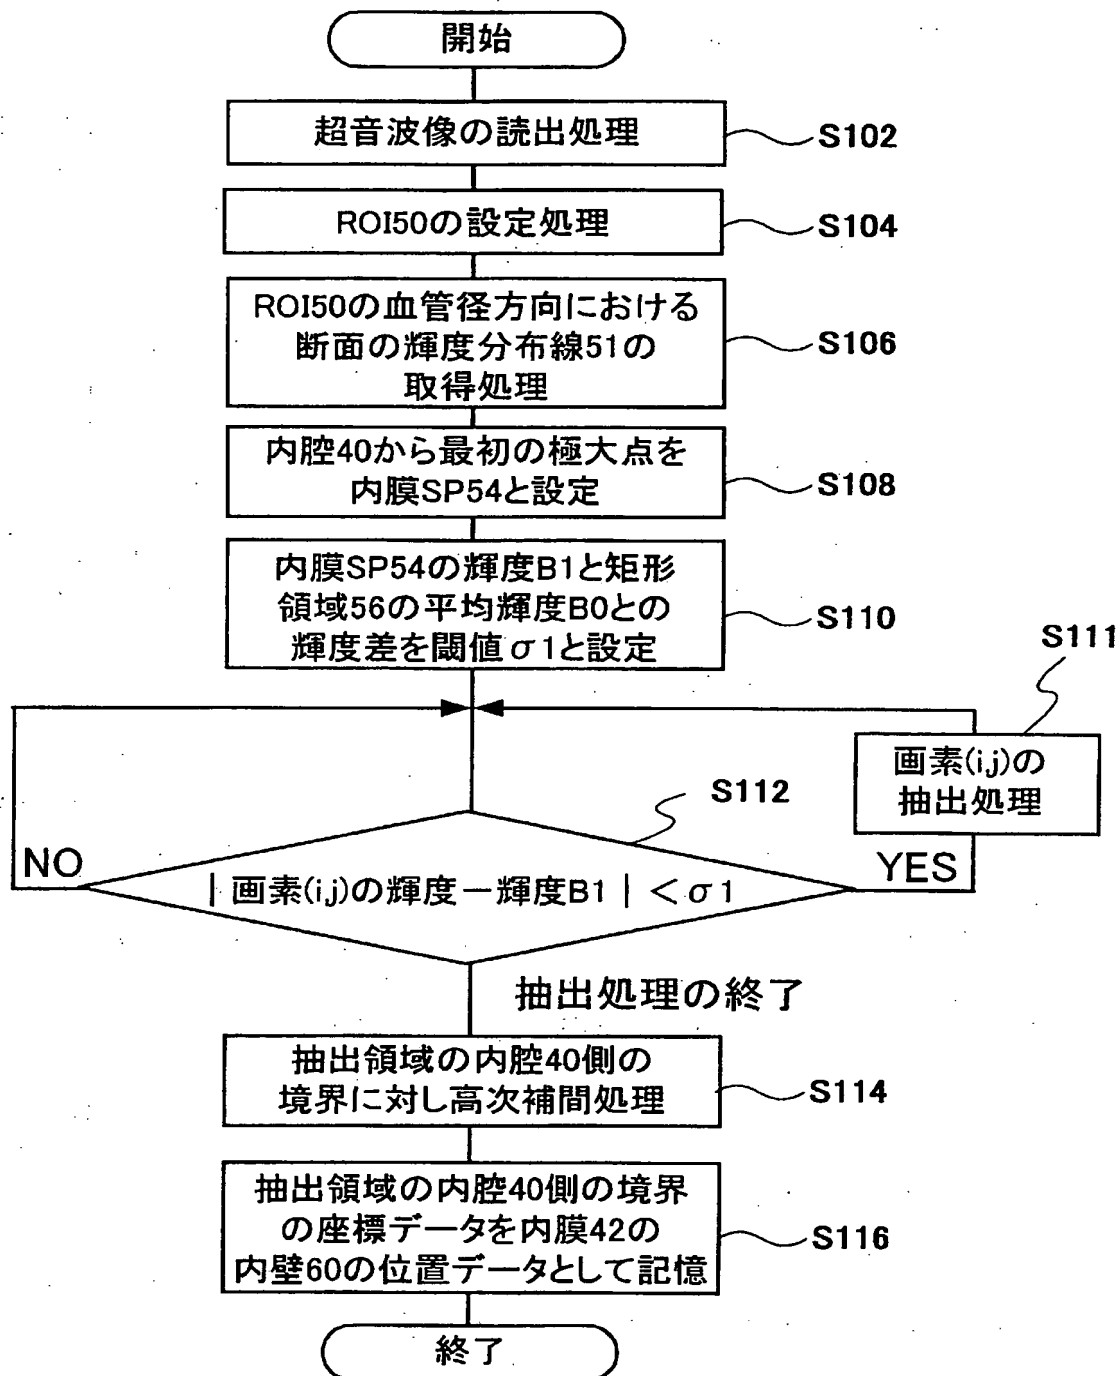 開始
超音波像の読出処理
S102
ROI50の設定処理
S104
ROI50の血管径方向における
断面の輝度分布線51の
取得処理
S106
内腔40から最初の極大点を
内膜SP54と設定
S108
内膜SP54の輝度B1と矩形
領域56の平均輝度B0との
輝度差を閾値σ1と設定
S110
S111
画素(i,j)の
抽出処理
S112
NO
YES
|画素(i,j)の輝度－輝度B1|＜σ1
抽出処理の終了
抽出領域の内腔40側の
境界に対し高次補間処理
S114
抽出領域の内腔40側の境界
の座標データを内膜42の
内壁60の位置データとして記憶
S116
終了